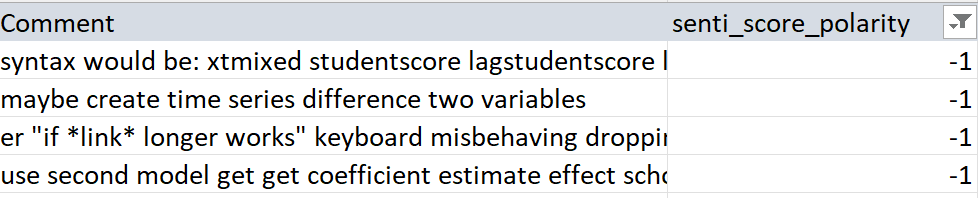 Comment senti_score_polarity
syntax would be: xtmixed studentscore lagstudentscore l -1
maybe create time series difference two variables -1
er "if *link* longer works" keyboard misbehaving droppin -1
use second model get get coefficient estimate effect scho -1